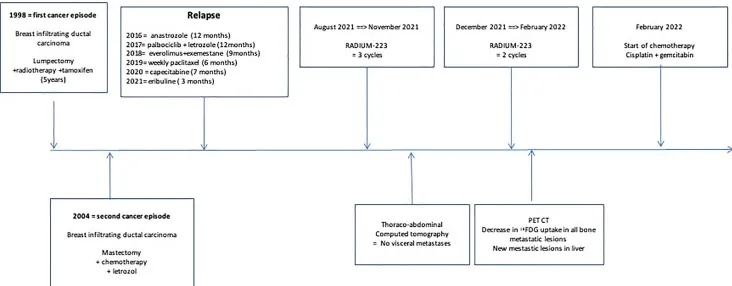 1998 = first cancer episode
Breast infiltrating ductal
carcinoma
Lumpectomy
+radiotherapy +tamoxifen
(5years)
Relapse
2016= anastrozole (12 months)
2017= palbociclib + letrozole (12months)
2018= everolimus+exemestane (9months)
2019= weekly paclitaxel (6 months)
2020 = capecitabine (7 months)
2021= eribuline ( 3 months)
August 2021 ==> November 2021
RADIUM-223
= 3 cycles
December 2021 ==> February 2022
RADIUM-223
= 2 cycles
February 2022
Start of chemotherapy
Cisplatin + gemcitabin
2004 = second cancer episode
Breast infiltrating ductal carcinoma
Mastectomy
+ chemotherapy
+ letrozol
Thoraco-abdominal
Computed tomography
= No visceral metastases
PET CT
Decrease in ¹⁸FDG uptake in all bone
metastatic lesions
New mestastic lesions in liver